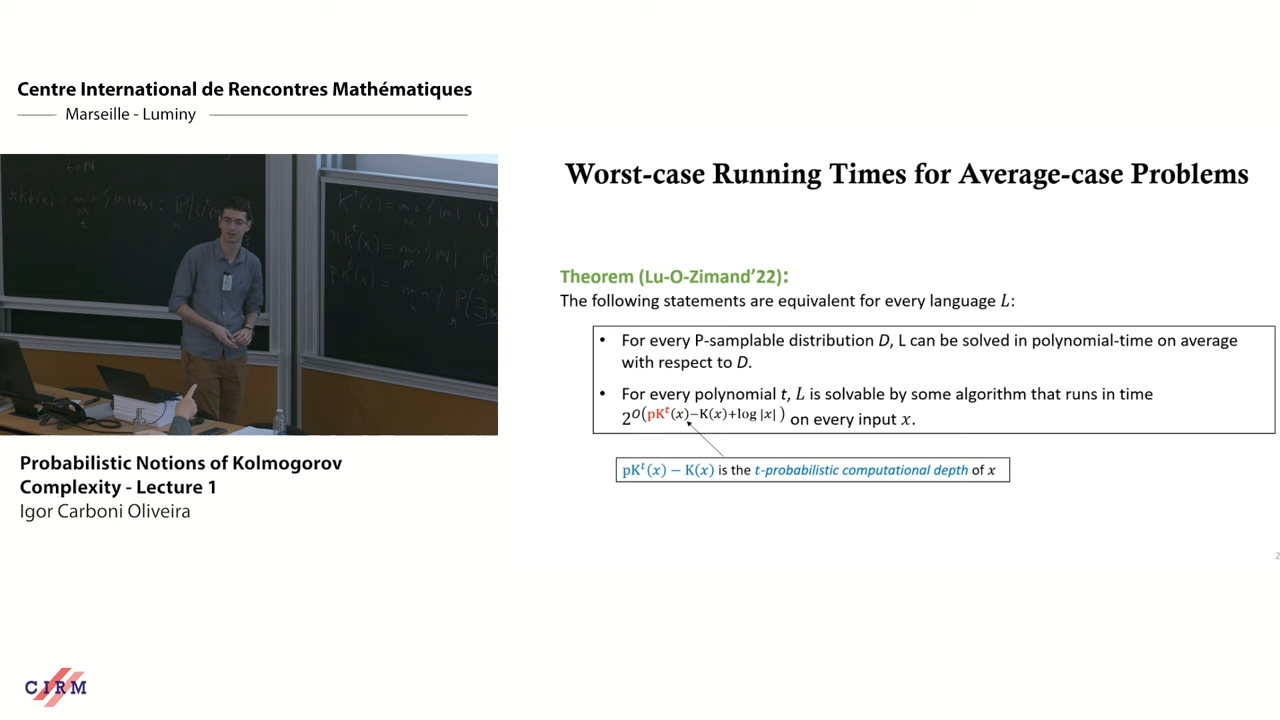 Centre International de Rencontres Mathématiques
Marseille - Luminy
Worst-case Running Times for Average-case Problems
Theorem (Lu-O-Zimand'22):
The following statements are equivalent for every language L:
• For every P-samplable distribution D, L can be solved in polynomial-time on average
with respect to D.
• For every polynomial t, L is solvable by some algorithm that runs in time
2^O(pK^t(x)−K(x)+log |x|) on every input x.
pK^t(x) − K(x) is the t-probabilistic computational depth of x
Probabilistic Notions of Kolmogorov
Complexity - Lecture 1
Igor Carboni Oliveira
2
CIRM